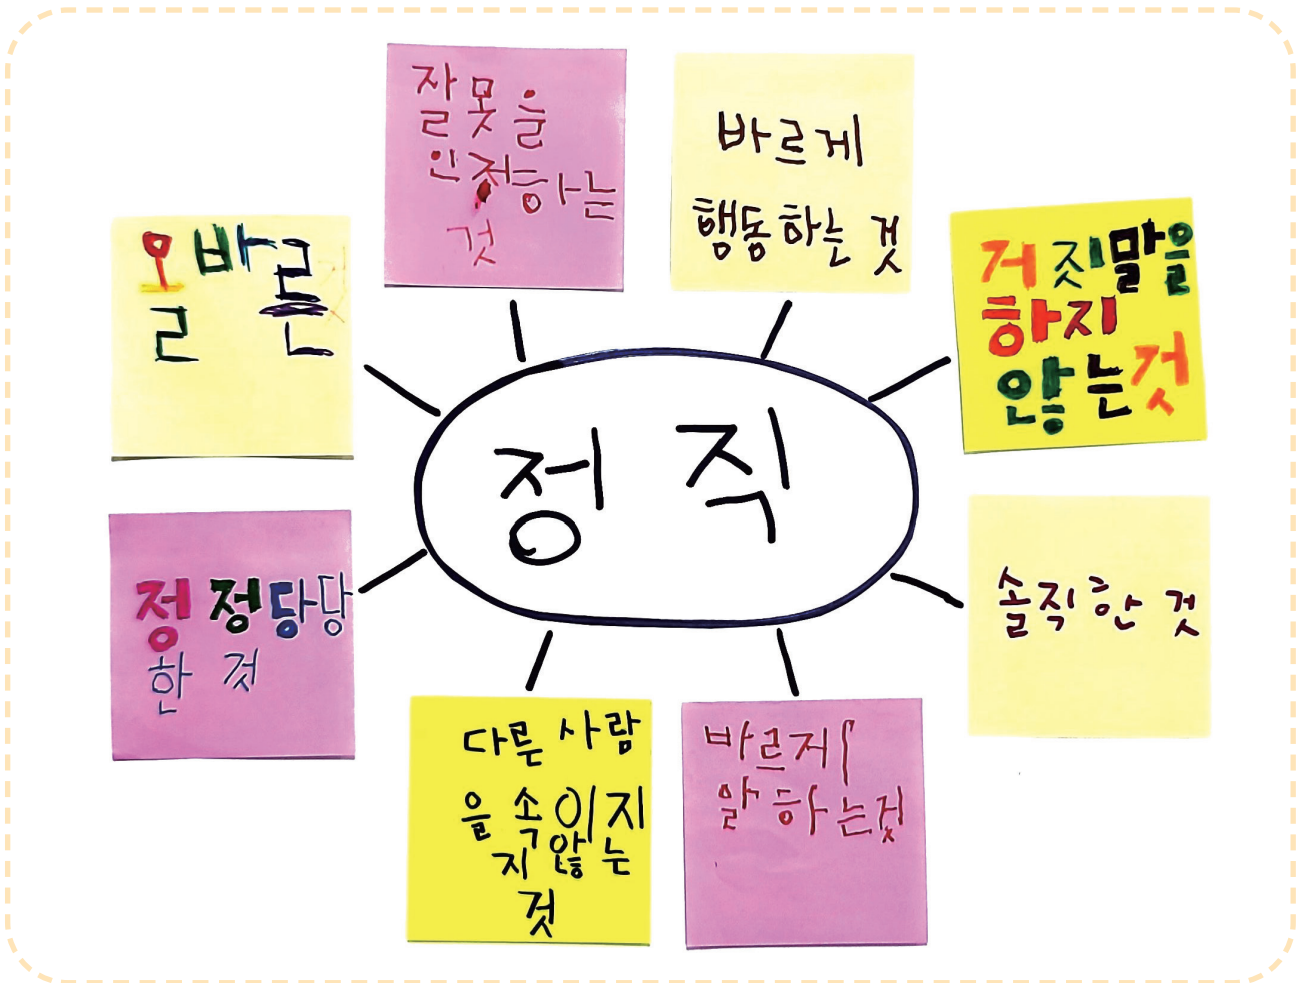 잘못을
인정하는
것
바르게
행동하는 것
올바른
거짓말을
하지
않는것
정직
정정당당
한 것
솔직한 것
다른 사람
을 속이지
지 않는
것
바르게
말하는것